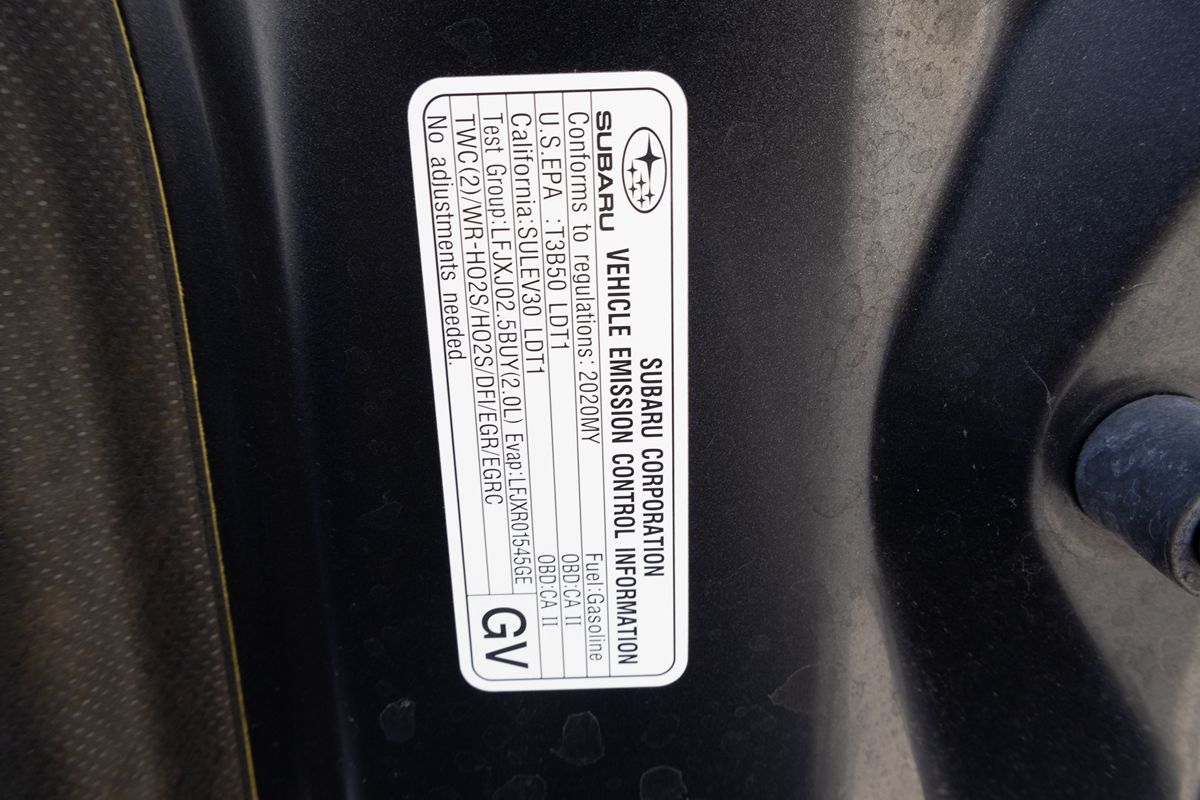 SUBARU CORPORATION
SUBARU VEHICLE EMISSION CONTROL INFORMATION
Conforms to regulations: 2020MY Fuel:Gasoline
U.S.EPA :T3B50 LDT1 OBD:CA II
California:SULEV30 LDT1 OBD:CA II
Test Group:LFJXJ02.5BUY(2.0L) Evap:LFJXR01545GE
TWC(2)/WR-HO2S/HO2S/DFI/EGR/EGRC
No adjustments needed.
GV